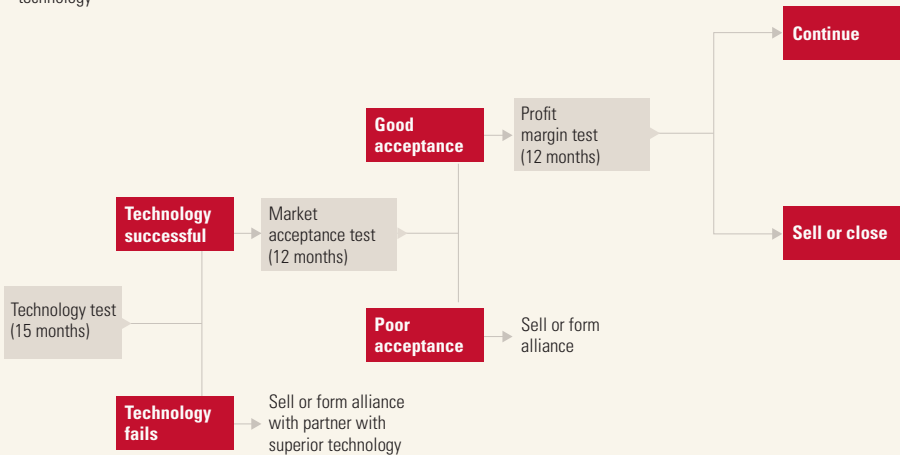 technology
Continue
Good
acceptance
Profit
margin test
(12 months)
Technology
successful
Market
acceptance test
(12 months)
Sell or close
Technology test
(15 months)
Poor
acceptance
Sell or form
alliance
Technology
fails
Sell or form alliance
with partner with
superior technology